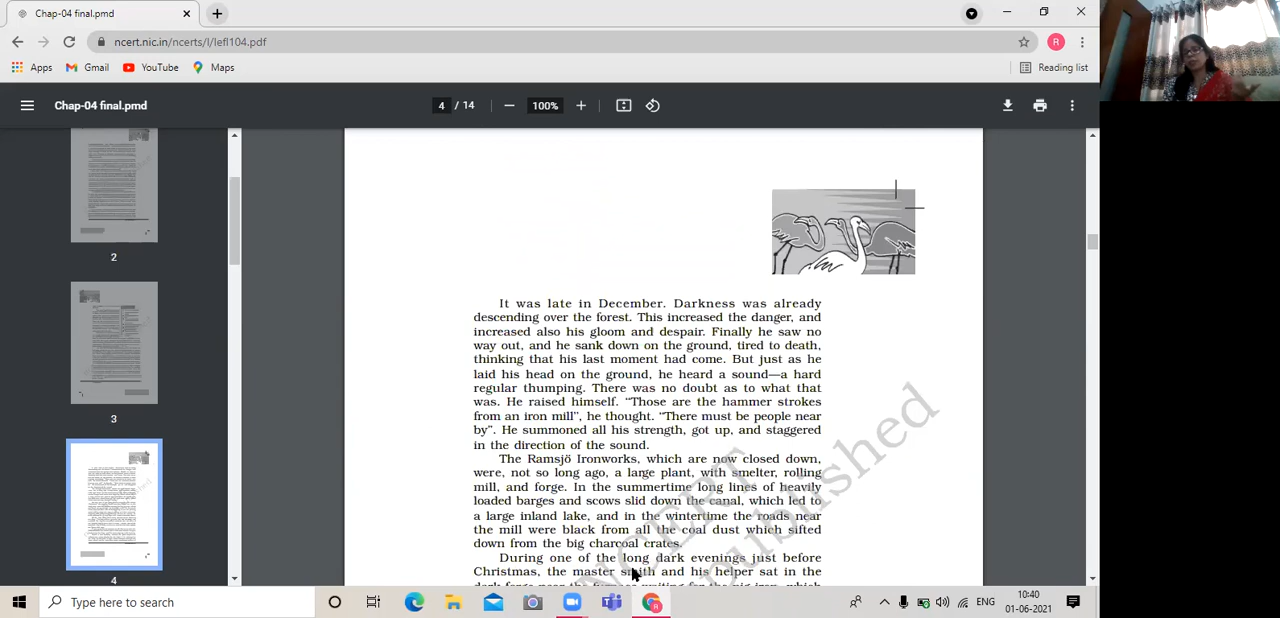 Chap-04 final.pmd
ncert.nic.in/ncerts/l/lefl104.pdf
R
Apps
Gmail
YouTube
Maps
Reading list
Chap-04 final.pmd
4 / 14
100%
2
3
4
It was late in December. Darkness was already
descending over the forest. This increased the danger, and
increased also his gloom and despair. Finally he saw no
way out, and he sank down on the ground, tired to death,
thinking that his last moment had come. But just as he
laid his head on the ground, he heard a sound—a hard
regular thumping. There was no doubt as to what that
was. He raised himself. “Those are the hammer strokes
from an iron mill”, he thought. “There must be people near
by”. He summoned all his strength, got up, and staggered
in the direction of the sound.
The Ramsjö Ironworks, which are now closed down,
were, not so long ago, a large plant, with smelter, rolling
mill, and forge. In the summertime long lines of heavily
loaded barges and scows slid down the canal, which led to
a large inland lake, and in the wintertime the roads near
the mill were black from all the coal dust which sifted
down from the big charcoal crates.
During one of the long dark evenings just before
Christmas, the master smith and his helper sat in the
dark forge near the furnace waiting for the pig iron, which
NCERT
published
Type here to search
R
ENG
10:40
01-06-2021